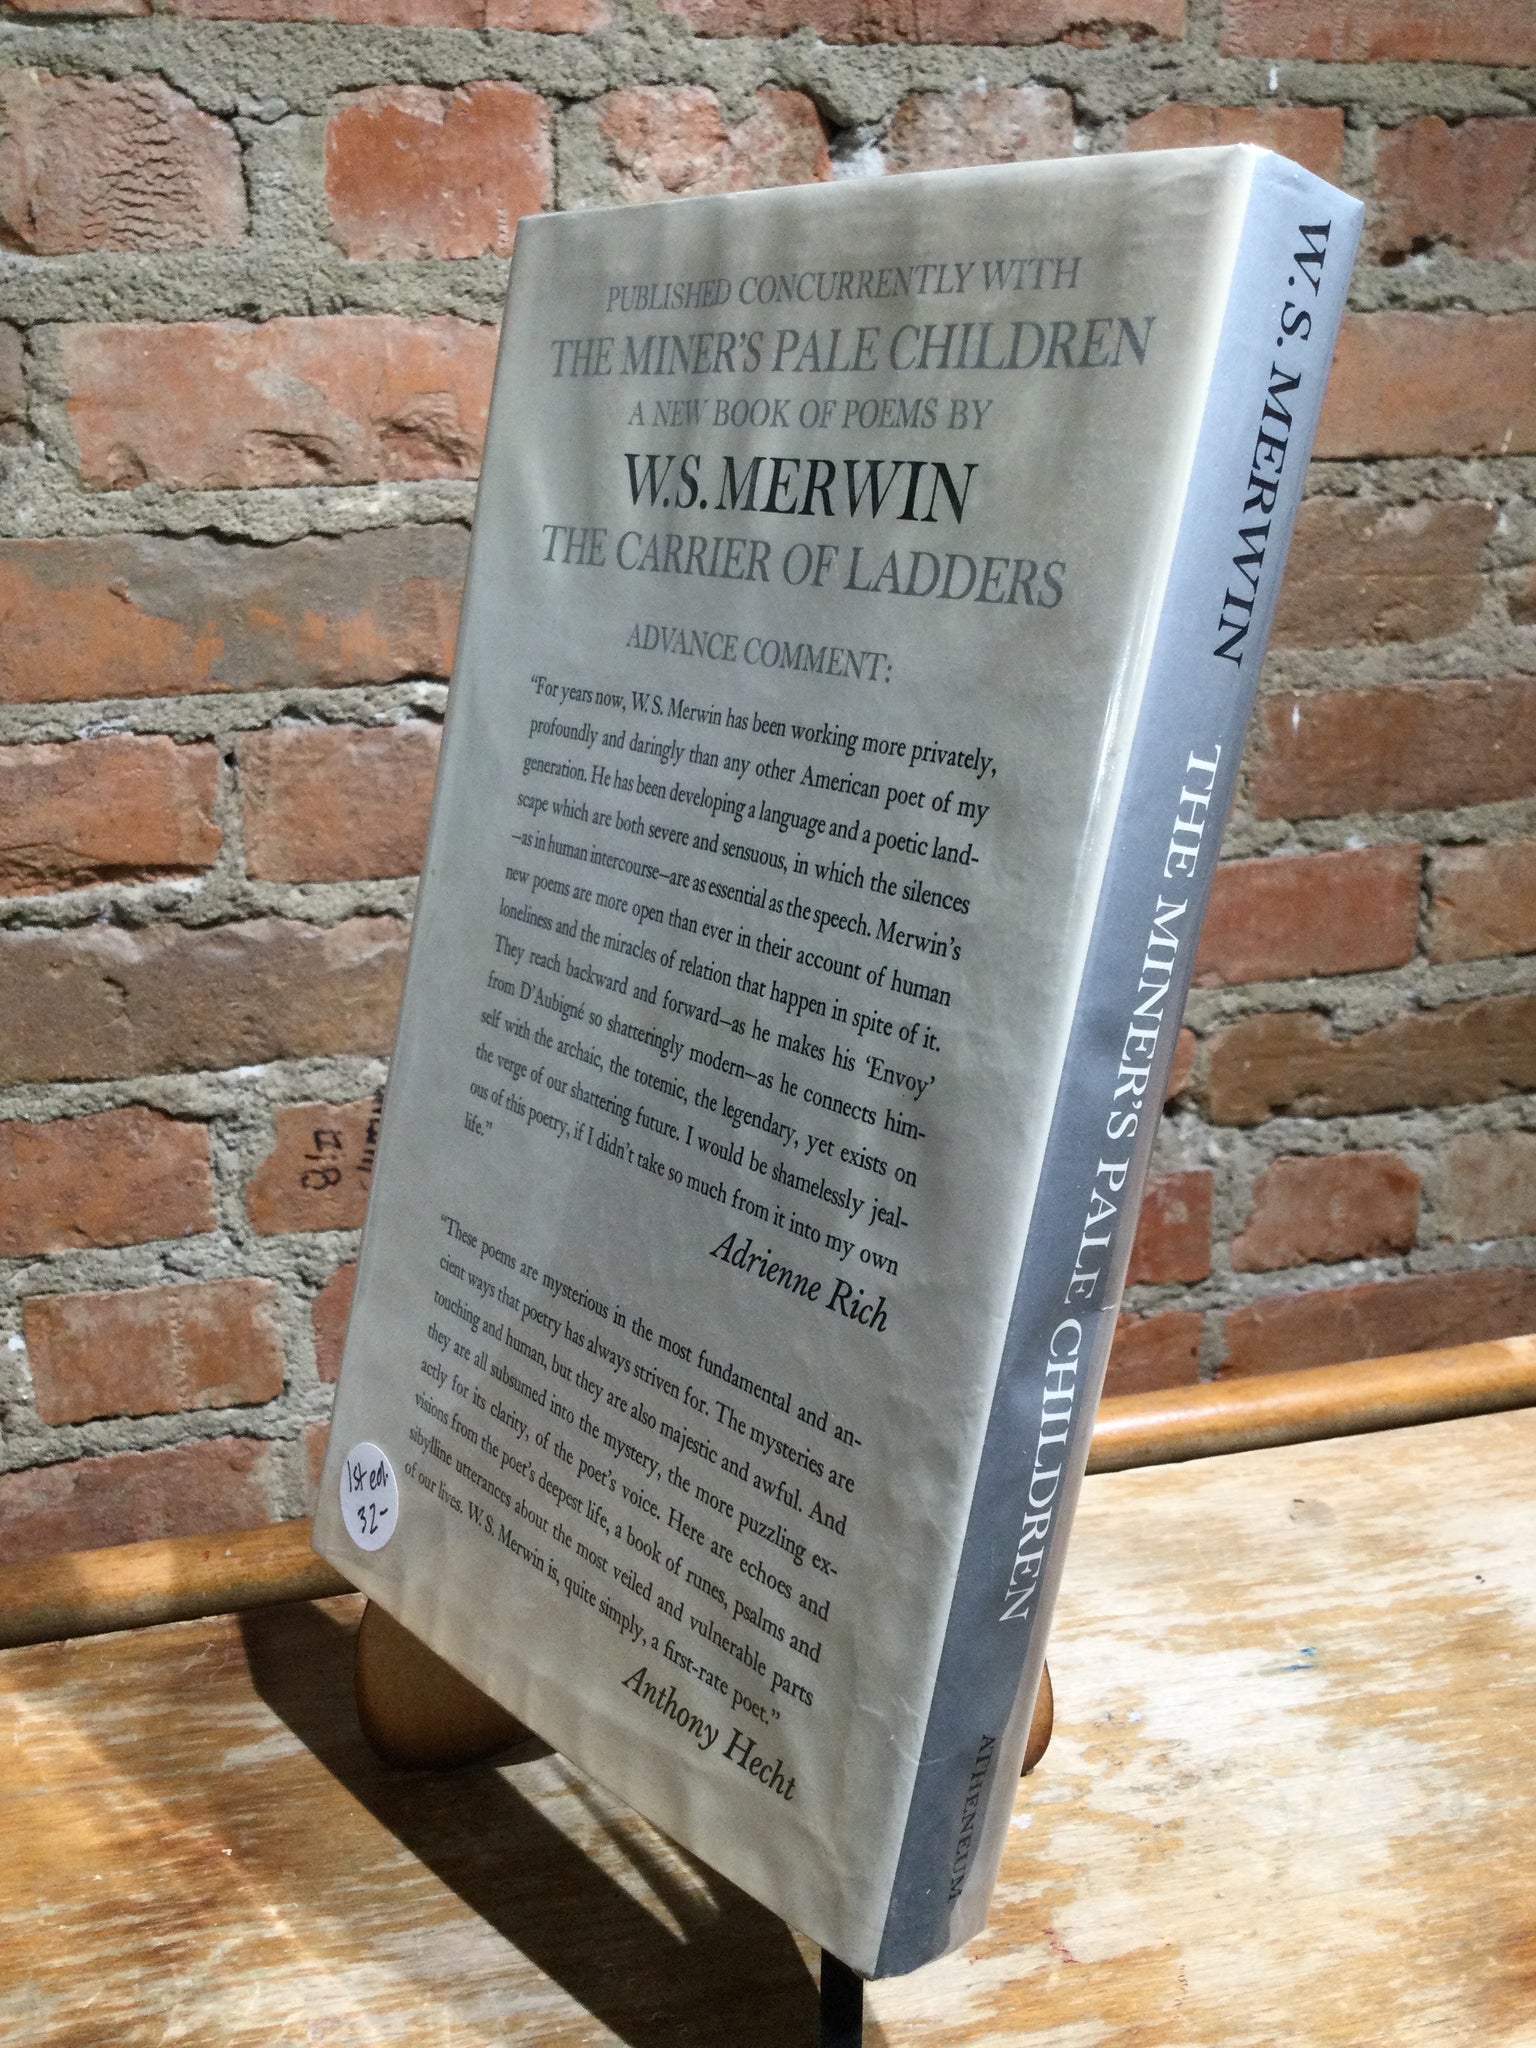 PUBLISHED CONCURRENTLY WITH
THE MINER'S PALE CHILDREN
A NEW BOOK OF POEMS BY
W.S. MERWIN
THE CARRIER OF LADDERS
ADVANCE COMMENT:
"For years now, W. S. Merwin has been working more privately,
profoundly and daringly than any other American poet of my
generation. He has been developing a language and a poetic land-
scape which are both severe and sensuous, in which the silences
—as in human intercourse—are as essential as the speech. Merwin's
new poems are more open than ever in their account of human
loneliness and the miracles of relation that happen in spite of it.
They reach backward and forward—as he makes his 'Envoy'
from D'Aubigné so shatteringly modern—as he connects him-
self with the archaic, the totemic, the legendary, yet exists on
the verge of our shattering future. I would be shamelessly jeal-
ous of this poetry, if I didn't take so much from it into my own
life."
Adrienne Rich
"These poems are mysterious in the most fundamental and an-
cient ways that poetry has always striven for. The mysteries are
touching and human, but they are also majestic and awful. And
they are all subsumed into the mystery, the more puzzling ex-
actly for its clarity, of the poet's voice. Here are echoes and
visions from the poet's deepest life, a book of runes, psalms and
sibylline utterances about the most veiled and vulnerable parts
of our lives. W. S. Merwin is, quite simply, a first-rate poet."
Anthony Hecht
1st ed.
32-
W. S. MERWIN THE MINER'S PALE CHILDREN ATHENEUM